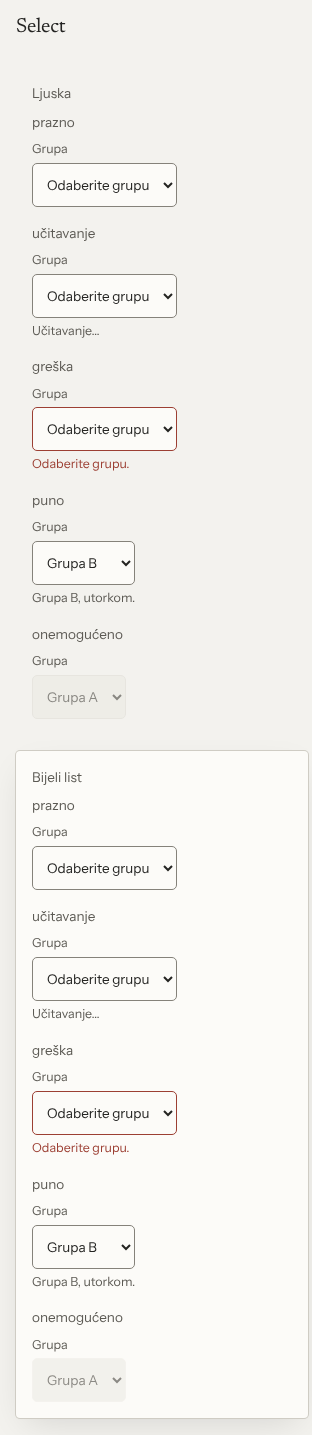 Select
Ljuska
prazno
Grupa
Odaberite grupu
učitavanje
Grupa
Odaberite grupu
Učitavanje…
greška
Grupa
Odaberite grupu
Odaberite grupu.
puno
Grupa
Grupa B
Grupa B, utorkom.
onemogućeno
Grupa
Grupa A
Bijeli list
prazno
Grupa
Odaberite grupu
učitavanje
Grupa
Odaberite grupu
Učitavanje…
greška
Grupa
Odaberite grupu
Odaberite grupu.
puno
Grupa
Grupa B
Grupa B, utorkom.
onemogućeno
Grupa
Grupa A